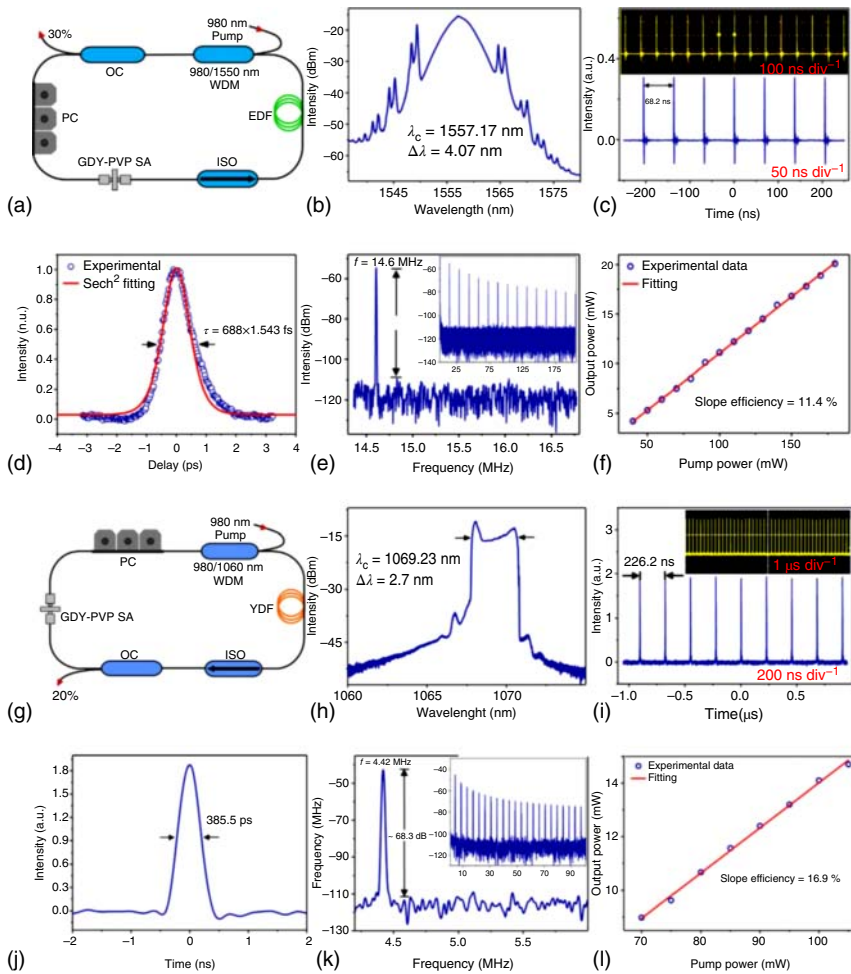 30%
980 nm
Pump
OC
980/1550 nm
WDM
PC
EDF
GDY-PVP SA
ISO
(a)
Intensity (dBm)
−20
−30
−40
−50
−60
λc = 1557.17 nm
Δλ = 4.07 nm
1545
1555
1565
1580
Wavelength (nm)
(b)
Intensity (a.u.)
0.4
0.0
100 ns div−1
68.2 ns
50 ns div−1
−200
−100
0
100
200
Time (ns)
(c)
Intensity (n.u.)
1.0
0.8
0.6
0.4
0.2
0.0
Experimental
Sech2 fitting
τ = 688×1.543 fs
−4
−3
−2
−1
0
1
2
3
4
Delay (ps)
(d)
Intensity (dBm)
−60
−80
−100
−120
f = 14.6 MHz
−60
−80
−100
−120
−140
25
75
125
175
14.5
15.0
15.5
16.0
16.5
Frequency (MHz)
(e)
Output power (mW)
20
15
10
5
Experimental data
Fitting
Slope efficiency = 11.4 %
50
100
150
Pump power (mW)
(f)
980 nm
Pump
PC
980/1060 nm
WDM
GDY-PVP SA
YDF
OC
ISO
20%
(g)
Intensity (dBm)
−15
−30
−45
λc = 1069.23 nm
Δλ = 2.7 nm
1060
1065
1070
Wavelenght (nm)
(h)
Intensity (a.u.)
3
2
1
0
226.2 ns
1 μs div−1
200 ns div−1
−1.0
−0.5
0.0
0.5
Time(μs)
(i)
Intensity (a.u.)
1.8
1.5
1.2
0.9
0.6
0.3
0.0
385.5 ps
−2
−1
0
1
2
Time (ns)
(j)
Frequency (MHz)
−50
−70
−90
−110
−130
f = 4.42 MHz
~ 68.3 dB
−40
−60
−80
−100
−120
10
30
50
70
90
4.5
5.0
5.5
Frequency (MHz)
(k)
Output power (mW)
15
12
9
Experimental data
Fitting
Slope efficiency = 16.9 %
70
80
90
100
Pump power (mW)
(l)